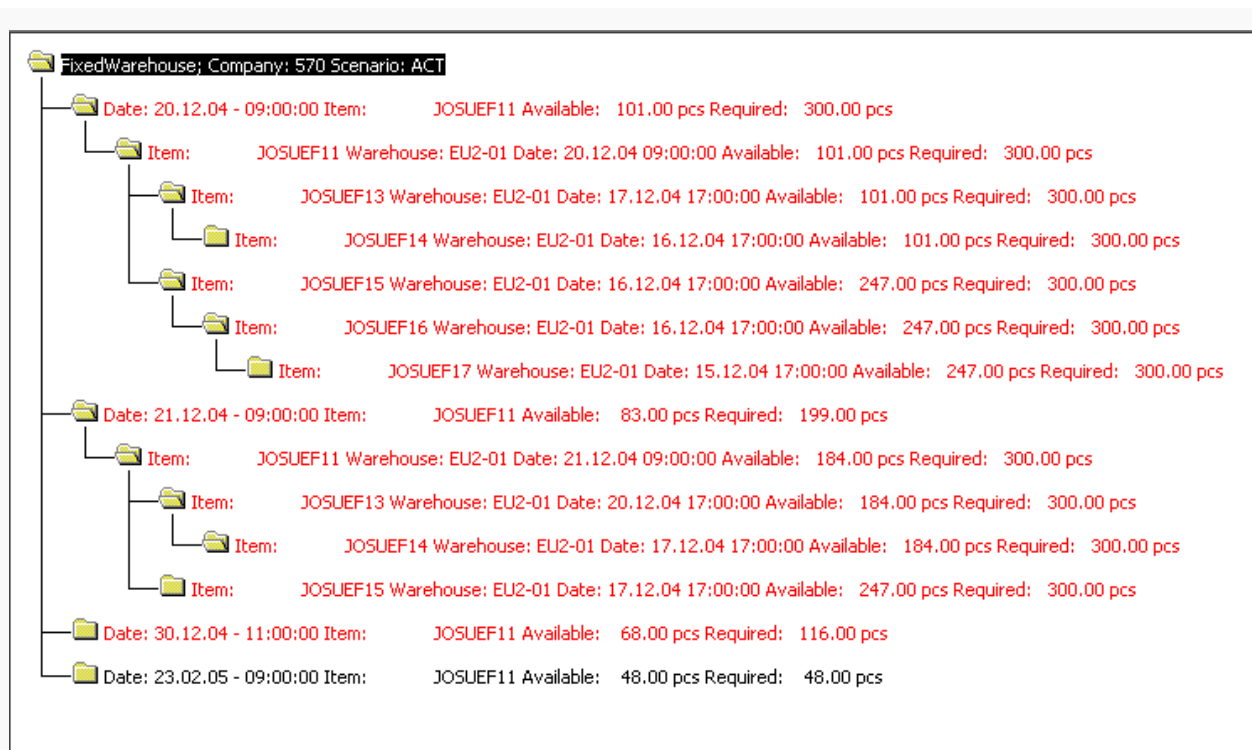 FixedWarehouse; Company: 570 Scenario: ACT
Date: 20.12.04 - 09:00:00 Item: JOSUEF11 Available: 101.00 pcs Required: 300.00 pcs
Item: JOSUEF11 Warehouse: EU2-01 Date: 20.12.04 09:00:00 Available: 101.00 pcs Required: 300.00 pcs
Item: JOSUEF13 Warehouse: EU2-01 Date: 17.12.04 17:00:00 Available: 101.00 pcs Required: 300.00 pcs
Item: JOSUEF14 Warehouse: EU2-01 Date: 16.12.04 17:00:00 Available: 101.00 pcs Required: 300.00 pcs
Item: JOSUEF15 Warehouse: EU2-01 Date: 16.12.04 17:00:00 Available: 247.00 pcs Required: 300.00 pcs
Item: JOSUEF16 Warehouse: EU2-01 Date: 16.12.04 17:00:00 Available: 247.00 pcs Required: 300.00 pcs
Item: JOSUEF17 Warehouse: EU2-01 Date: 15.12.04 17:00:00 Available: 247.00 pcs Required: 300.00 pcs
Date: 21.12.04 - 09:00:00 Item: JOSUEF11 Available: 83.00 pcs Required: 199.00 pcs
Item: JOSUEF11 Warehouse: EU2-01 Date: 21.12.04 09:00:00 Available: 184.00 pcs Required: 300.00 pcs
Item: JOSUEF13 Warehouse: EU2-01 Date: 20.12.04 17:00:00 Available: 184.00 pcs Required: 300.00 pcs
Item: JOSUEF14 Warehouse: EU2-01 Date: 17.12.04 17:00:00 Available: 184.00 pcs Required: 300.00 pcs
Item: JOSUEF15 Warehouse: EU2-01 Date: 17.12.04 17:00:00 Available: 247.00 pcs Required: 300.00 pcs
Date: 30.12.04 - 11:00:00 Item: JOSUEF11 Available: 68.00 pcs Required: 116.00 pcs
Date: 23.02.05 - 09:00:00 Item: JOSUEF11 Available: 48.00 pcs Required: 48.00 pcs